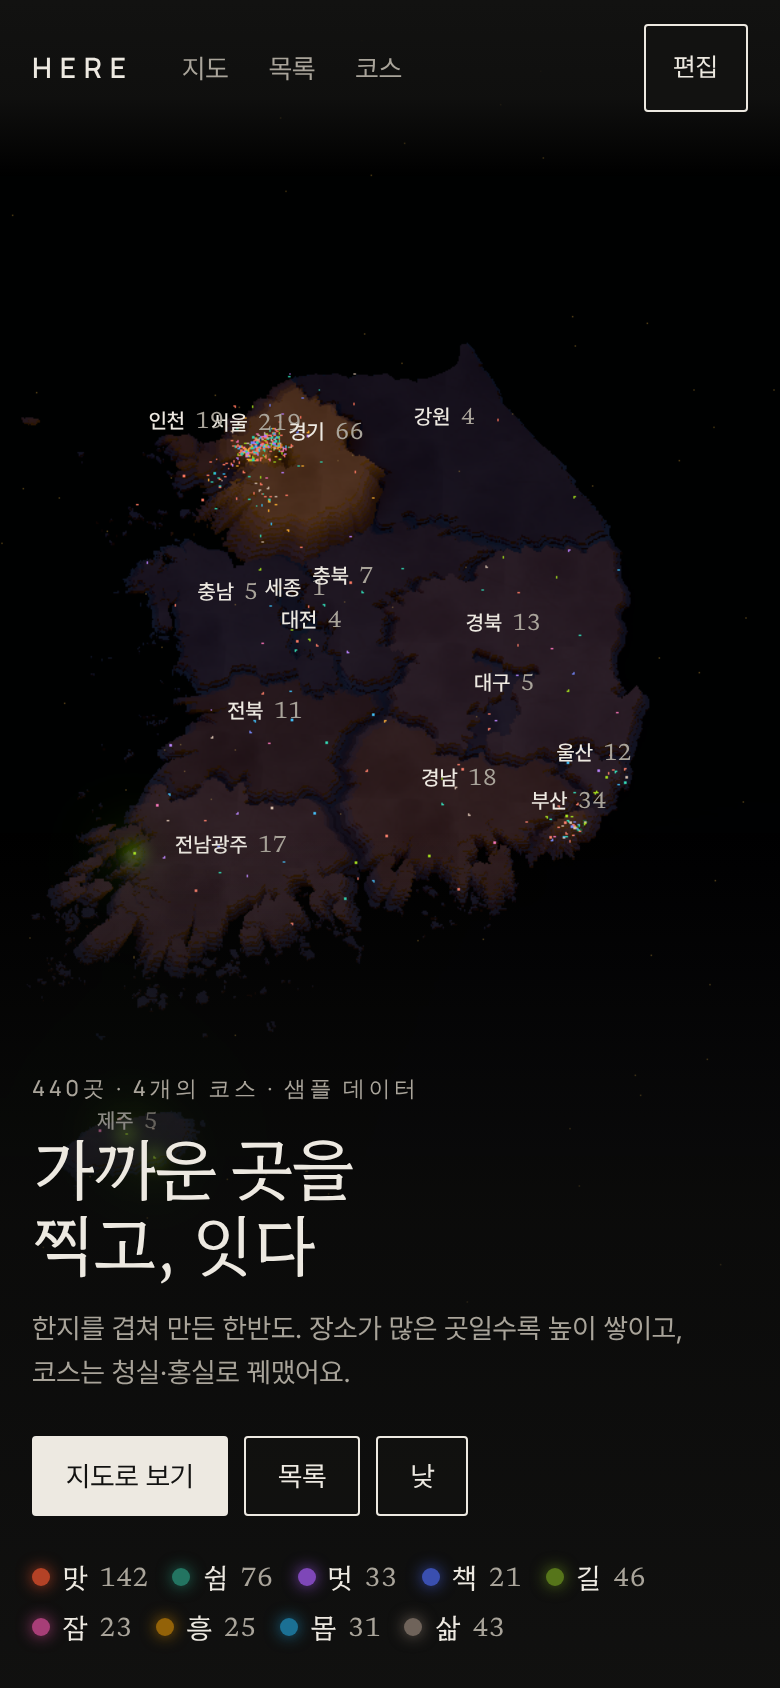 HERE 지도 목록 코스 편집
인천 19 서울 219 경기 66 강원 4
충남 5 세종 1 충북 7
대전 4 경북 13
대구 5
전북 11
울산 12
경남 18 부산 34
전남광주 17
440곳 · 4개의 코스 · 샘플 데이터
제주 5
가까운 곳을
찍고, 잇다
한지를 겹쳐 만든 한반도. 장소가 많은 곳일수록 높이 쌓이고,
코스는 청실·홍실로 꿰맸어요.
지도로 보기 목록 낮
맛 142 쉼 76 멋 33 책 21 길 46
잠 23 흥 25 봄 31 삶 43